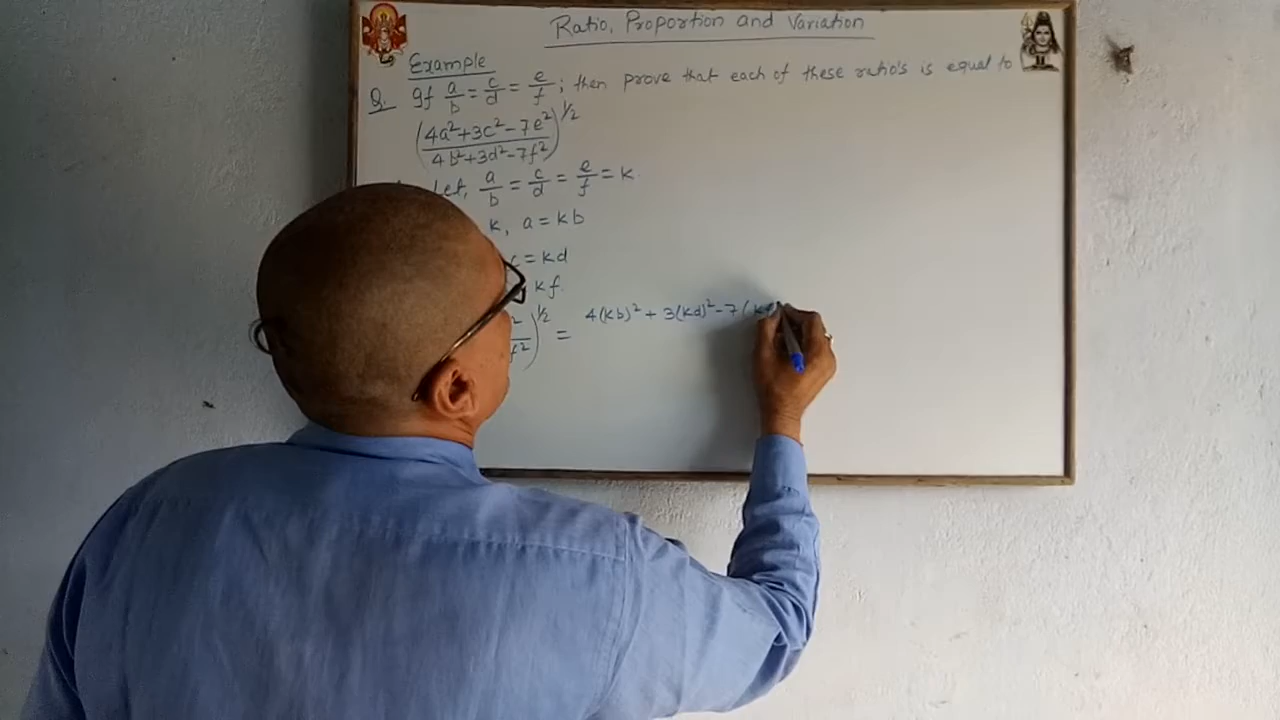 Ratio, Proportion and Variation
Example
Q. If a/b = c/d = e/f ; then prove that each of these ratio's is equal to
((4a²+3c²-7e²)/(4b²+3d²-7f²))^1/2
Let, a/b = c/d = e/f = k
k, a = kb
c = kd
kf
)^1/2 = 4(kb)² + 3(kd)² - 7(kf